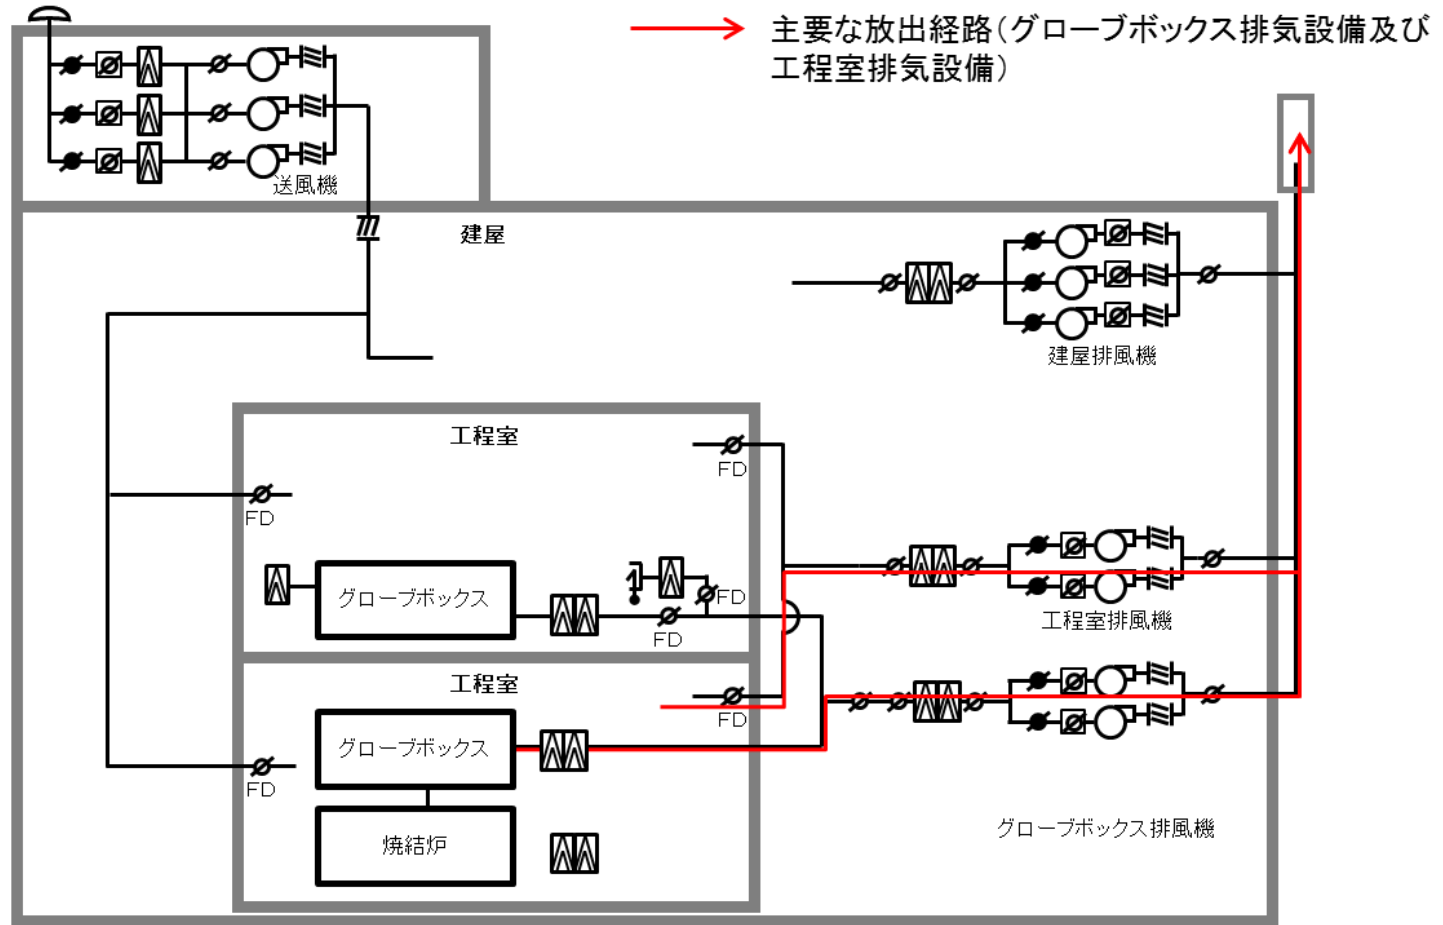 主要な放出経路(グローブボックス排気設備及び
工程室排気設備)
送風機
建屋
建屋排風機
工程室
FD
FD
グローブボックス
FD
FD
工程室排風機
工程室
FD
グローブボックス
FD
焼結炉
グローブボックス排風機